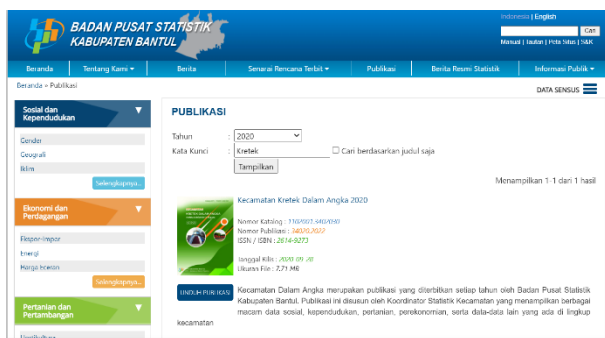 Indonesia | English
BADAN PUSAT STATISTIK
KABUPATEN BANTUL
Cari
Masuk | Tautan | Peta Situs | S&K
Beranda Tentang Kami Berita Senarai Rencana Terbit Publikasi Berita Resmi Statistik Informasi Publik
Beranda » Publikasi
DATA SENSUS
Sosial dan
Kependudukan
Gender
Geografi
Iklim
Selengkapnya...
Ekonomi dan
Perdagangan
Ekspor-Impor
Energi
Harga Eceran
Selengkapnya...
Pertanian dan
Pertambangan
PUBLIKASI
Tahun : 2020
Kata Kunci : Kretek Cari berdasarkan judul saja
Tampilkan
Menampilkan 1-1 dari 1 hasil
Kecamatan Kretek Dalam Angka 2020
Nomor Katalog :
Nomor Publikasi :
ISSN / ISBN : 2614-9273
Tanggal Rilis : 2020-09-28
Ukuran File : 7.71 MB
UNDUH PUBLIKASI
Kecamatan Dalam Angka merupakan publikasi yang diterbitkan setiap tahun oleh Badan Pusat Statistik
Kabupaten Bantul. Publikasi ini disusun oleh Koordinator Statistik Kecamatan yang menampilkan berbagai
macam data sosial, kependudukan, pertanian, perekonomian, serta data-data lain yang ada di lingkup
kecamatan